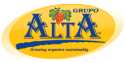 GRUPO
ALTA
Growing organics sustainably